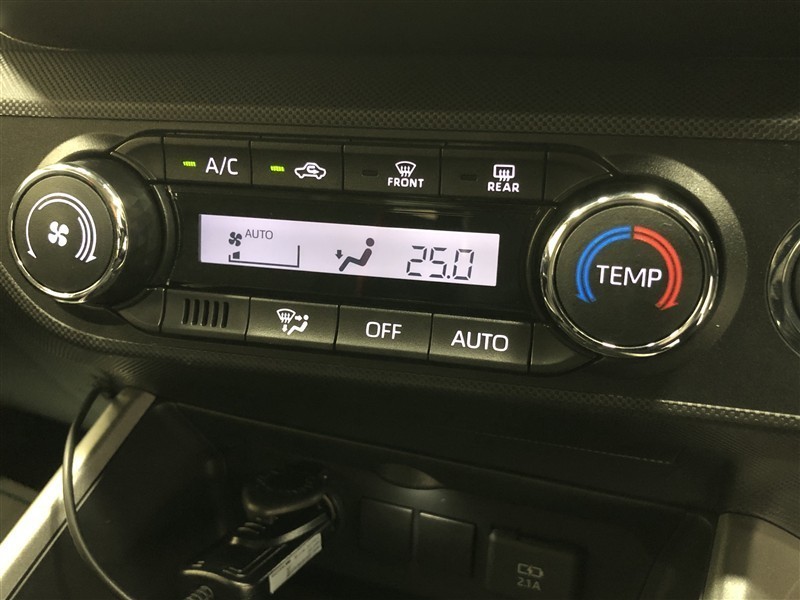 A/C
FRONT
REAR
AUTO
25.0
TEMP
OFF
AUTO
2.1A